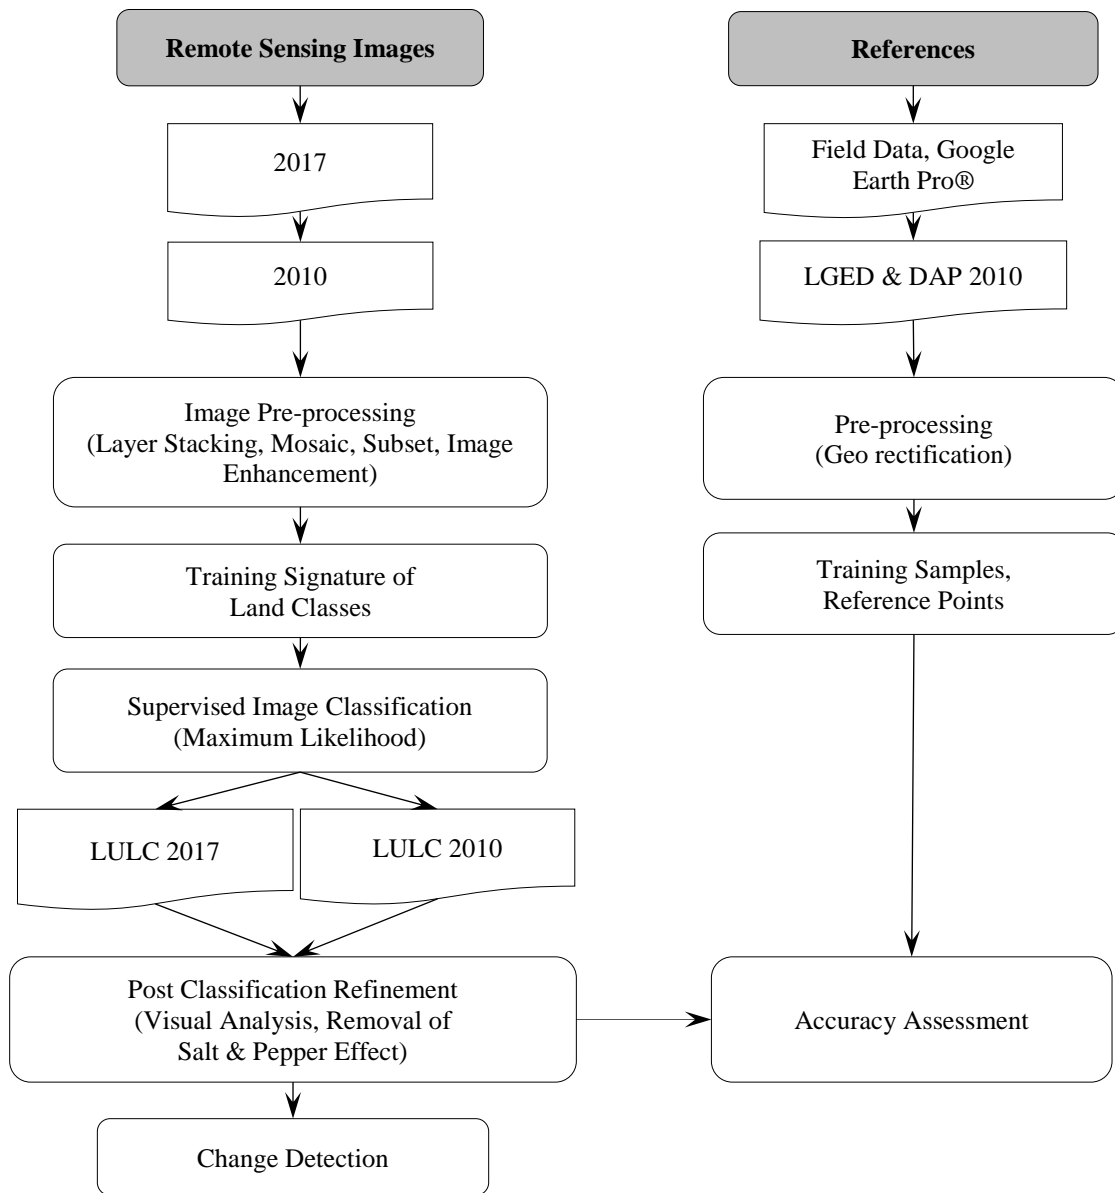 Remote Sensing Images
2017
2010
Image Pre-processing
(Layer Stacking, Mosaic, Subset, Image
Enhancement)
Training Signature of
Land Classes
Supervised Image Classification
(Maximum Likelihood)
LULC 2017
LULC 2010
Post Classification Refinement
(Visual Analysis, Removal of
Salt & Pepper Effect)
Change Detection
References
Field Data, Google
Earth Pro®
LGED & DAP 2010
Pre-processing
(Geo rectification)
Training Samples,
Reference Points
Accuracy Assessment